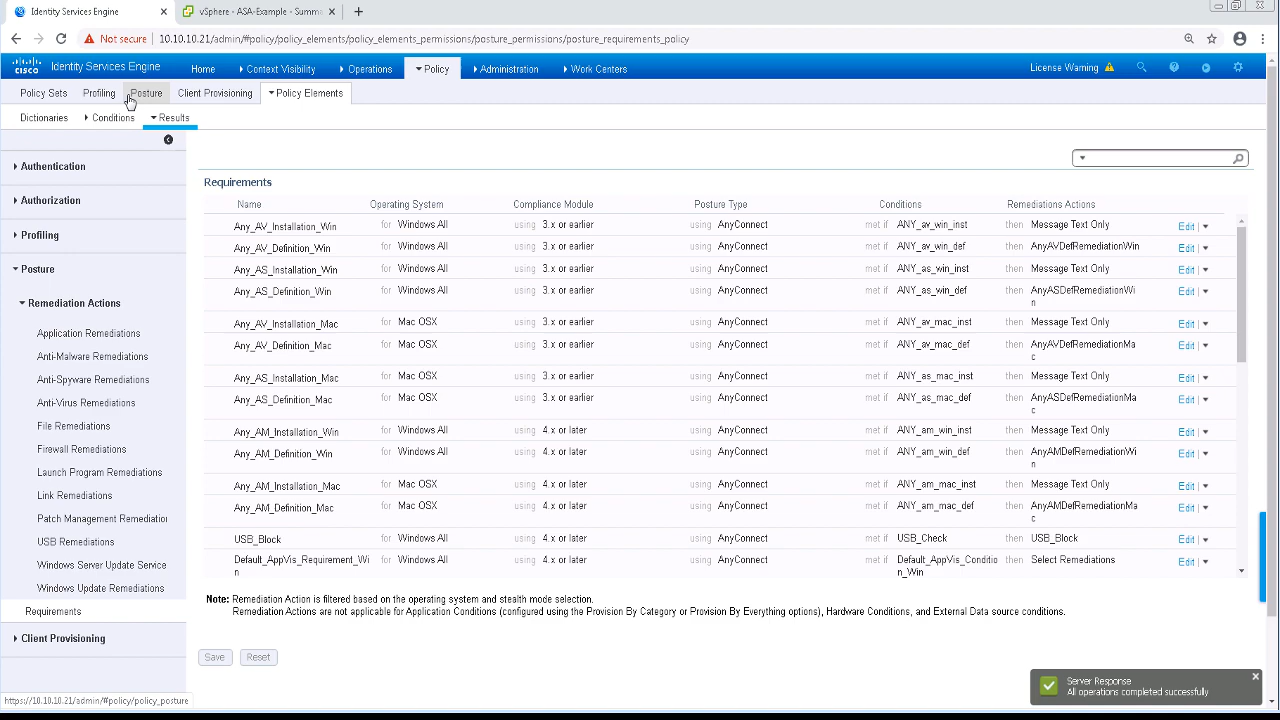 Identity Services Engine
vSphere - ASA-Example - Summ
Not secure 10.10.10.21/admin/#policy/policy_elements/policy_elements_permissions/posture_permissions/posture_requirements_policy
CISCO Identity Services Engine Home Context Visibility Operations Policy Administration Work Centers License Warning
Policy Sets Profiling Posture Client Provisioning Policy Elements
Dictionaries Conditions Results
Authentication
Authorization
Profiling
Posture
Remediation Actions
Application Remediations
Anti-Malware Remediations
Anti-Spyware Remediations
Anti-Virus Remediations
File Remediations
Firewall Remediations
Launch Program Remediations
Link Remediations
Patch Management Remediation
USB Remediations
Windows Server Update Service
Windows Update Remediations
Requirements
Client Provisioning
Requirements
Name Operating System Compliance Module Posture Type Conditions Remediations Actions
Any_AV_Installation_Win for Windows All using 3.x or earlier using AnyConnect met if ANY_av_win_inst then Message Text Only Edit |
Any_AV_Definition_Win for Windows All using 3.x or earlier using AnyConnect met if ANY_av_win_def then AnyAVDefRemediationWin Edit |
Any_AS_Installation_Win for Windows All using 3.x or earlier using AnyConnect met if ANY_as_win_inst then Message Text Only Edit |
Any_AS_Definition_Win for Windows All using 3.x or earlier using AnyConnect met if ANY_as_win_def then AnyASDefRemediationWi Edit |
n
Any_AV_Installation_Mac for Mac OSX using 3.x or earlier using AnyConnect met if ANY_av_mac_inst then Message Text Only Edit |
Any_AV_Definition_Mac for Mac OSX using 3.x or earlier using AnyConnect met if ANY_av_mac_def then AnyAVDefRemediationMa Edit |
c
Any_AS_Installation_Mac for Mac OSX using 3.x or earlier using AnyConnect met if ANY_as_mac_inst then Message Text Only Edit |
Any_AS_Definition_Mac for Mac OSX using 3.x or earlier using AnyConnect met if ANY_as_mac_def then AnyASDefRemediationMa Edit |
c
Any_AM_Installation_Win for Windows All using 4.x or later using AnyConnect met if ANY_am_win_inst then Message Text Only Edit |
Any_AM_Definition_Win for Windows All using 4.x or later using AnyConnect met if ANY_am_win_def then AnyAMDefRemediationWi Edit |
n
Any_AM_Installation_Mac for Mac OSX using 4.x or later using AnyConnect met if ANY_am_mac_inst then Message Text Only Edit |
Any_AM_Definition_Mac for Mac OSX using 4.x or later using AnyConnect met if ANY_am_mac_def then AnyAMDefRemediationMa Edit |
c
USB_Block for Windows All using 4.x or later using AnyConnect met if USB_Check then USB_Block Edit |
Default_AppVis_Requirement_Wi for Windows All using 4.x or later using AnyConnect met if Default_AppVis_Conditio then Select Remediations Edit |
n n_Win
Note: Remediation Action is filtered based on the operating system and stealth mode selection.
Remediation Actions are not applicable for Application Conditions (configured using the Provision By Category or Provision By Everything options), Hardware Conditions, and External Data source conditions.
Save Reset
Server Response
All operations completed successfully
https://10.10.10.21/admin/#policy/policy_posture